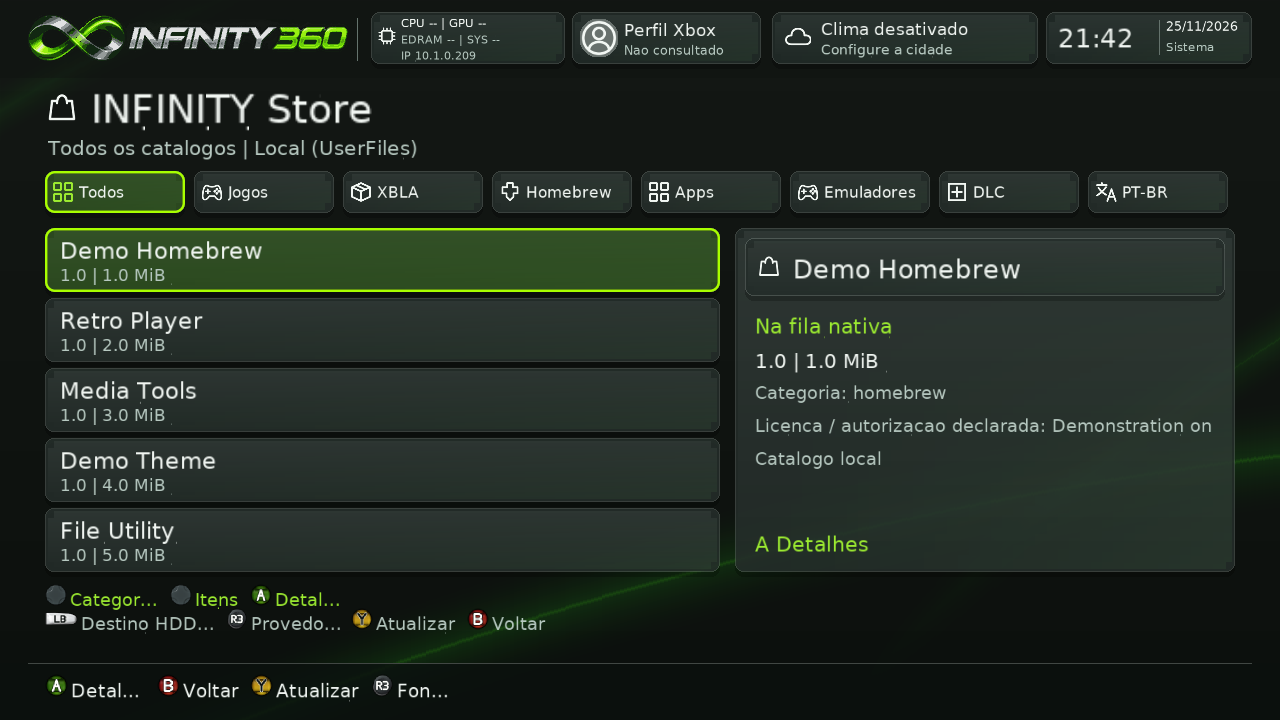 INFINITY 360
CPU -- | GPU --
EDRAM -- | SYS --
IP 10.1.0.209
Perfil Xbox
Nao consultado
Clima desativado
Configure a cidade
21:42
25/11/2026
Sistema
INFINITY Store
Todos os catalogos | Local (UserFiles)
Todos
Jogos
XBLA
Homebrew
Apps
Emuladores
DLC
PT-BR
Demo Homebrew
1.0 | 1.0 MiB
Retro Player
1.0 | 2.0 MiB
Media Tools
1.0 | 3.0 MiB
Demo Theme
1.0 | 4.0 MiB
File Utility
1.0 | 5.0 MiB
Demo Homebrew
Na fila nativa
1.0 | 1.0 MiB
Categoria: homebrew
Licenca / autorizacao declarada: Demonstration on
Catalogo local
A Detalhes
Categor... Itens A Detal...
LB Destino HDD... R3 Provedo... Y Atualizar B Voltar
A Detal... B Voltar Y Atualizar R3 Fon...